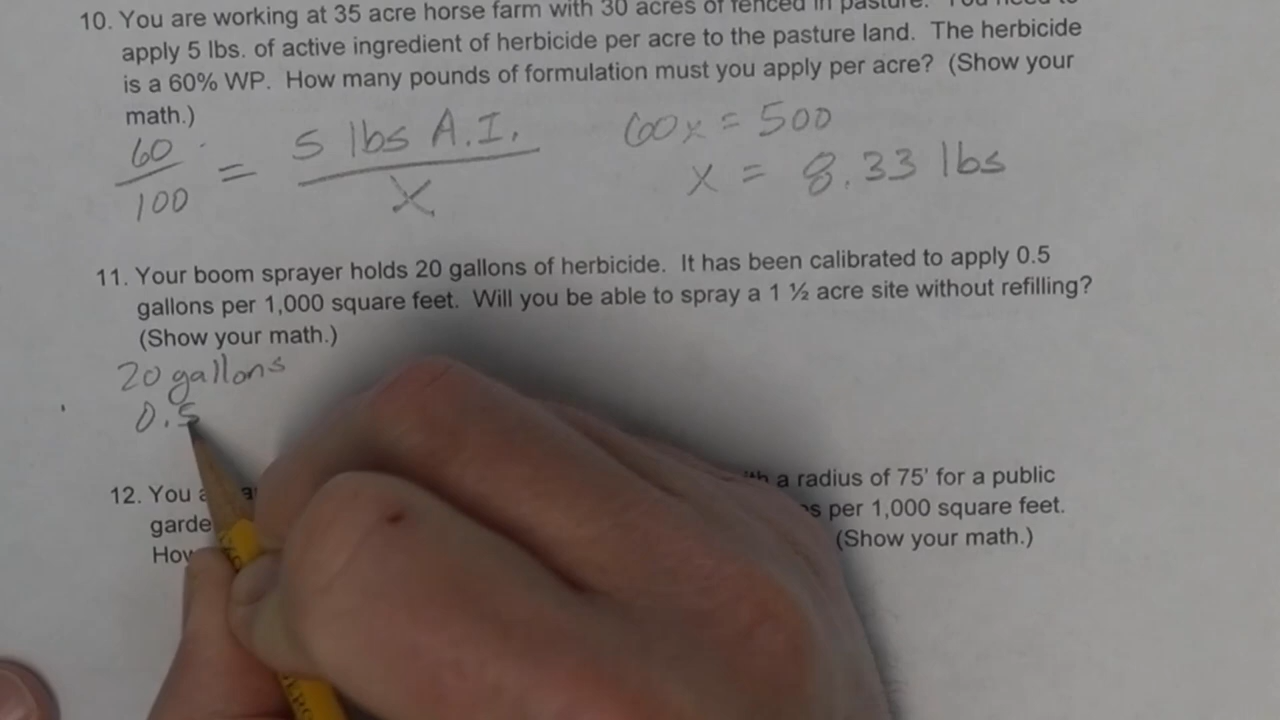 10. You are working at 35 acre horse farm with 30 acres of fenced in pasture. You need to
apply 5 lbs. of active ingredient of herbicide per acre to the pasture land. The herbicide
is a 60% WP. How many pounds of formulation must you apply per acre? (Show your
math.)
60/100 = 5 lbs A.I./X 60x = 500
x = 8.33 lbs
11. Your boom sprayer holds 20 gallons of herbicide. It has been calibrated to apply 0.5
gallons per 1,000 square feet. Will you be able to spray a 1 ½ acre site without refilling?
(Show your math.)
20 gallons
0.5
12. You a radius of 75' for a public
garde per 1,000 square feet.
How (Show your math.)